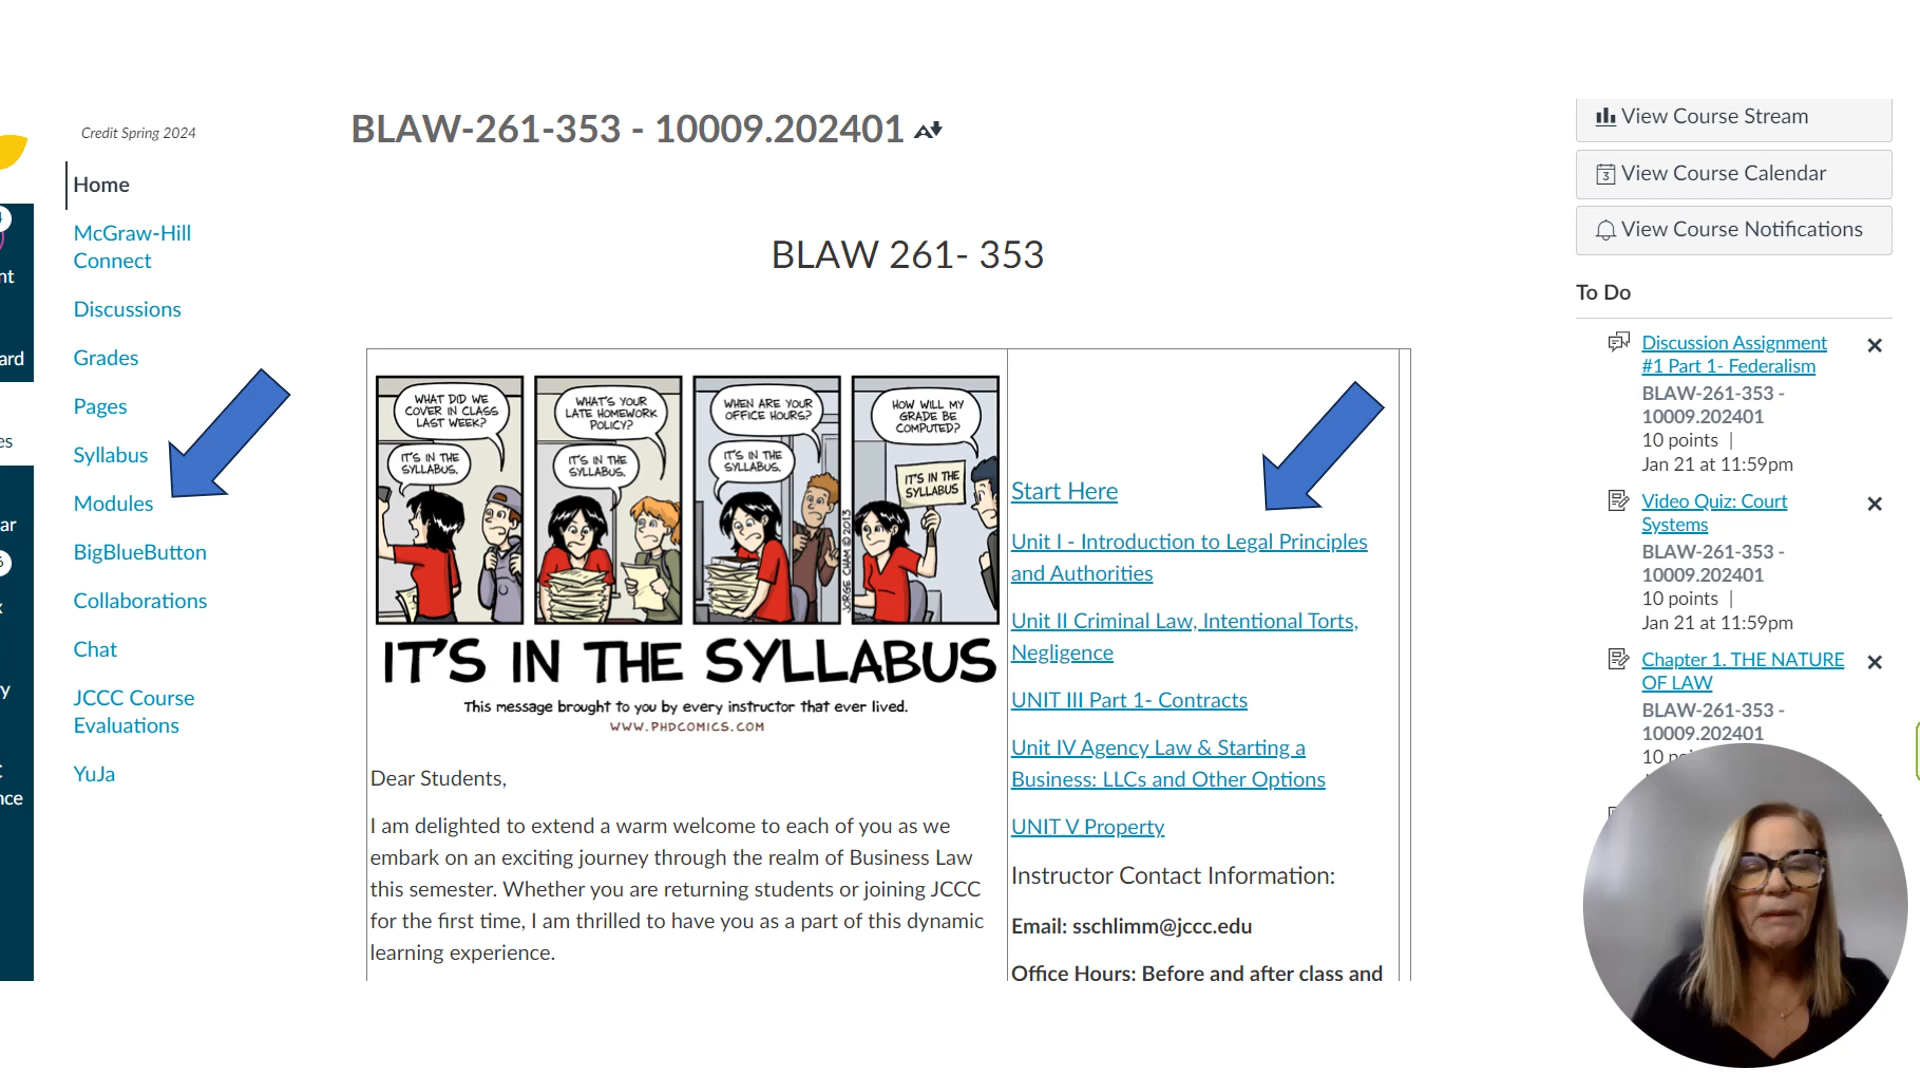 Credit Spring 2024
Home
McGraw-Hill
Connect
Discussions
Grades
Pages
Syllabus
Modules
BigBlueButton
Collaborations
Chat
JCCC Course
Evaluations
YuJa
nt
ard
es
ar
ry
nce
BLAW-261-353 - 10009.202401
BLAW 261- 353
WHAT DID WE
COVER IN CLASS
LAST WEEK?
IT'S IN THE
SYLLABUS.
WHAT'S YOUR
LATE HOMEWORK
POLICY?
IT'S IN THE
SYLLABUS.
WHEN ARE YOUR
OFFICE HOURS?
IT'S IN THE
SYLLABUS.
HOW WILL MY
GRADE BE
COMPUTED?
IT'S IN THE
SYLLABUS
JORGE CHAM © 2013
IT'S IN THE SYLLABUS
This message brought to you by every instructor that ever lived.
WWW.PHDCOMICS.COM
Dear Students,
I am delighted to extend a warm welcome to each of you as we
embark on an exciting journey through the realm of Business Law
this semester. Whether you are returning students or joining JCCC
for the first time, I am thrilled to have you as a part of this dynamic
learning experience.
Start Here
Unit I - Introduction to Legal Principles
and Authorities
Unit II Criminal Law, Intentional Torts,
Negligence
UNIT III Part 1- Contracts
Unit IV Agency Law & Starting a
Business: LLCs and Other Options
UNIT V Property
Instructor Contact Information:
Email: sschlimm@jccc.edu
Office Hours: Before and after class and
View Course Stream
3 View Course Calendar
View Course Notifications
To Do
Discussion Assignment
#1 Part 1- Federalism
BLAW-261-353 -
10009.202401
10 points |
Jan 21 at 11:59pm
Video Quiz: Court
Systems
BLAW-261-353 -
10009.202401
10 points |
Jan 21 at 11:59pm
Chapter 1. THE NATURE
OF LAW
BLAW-261-353 -
10009.202401
10